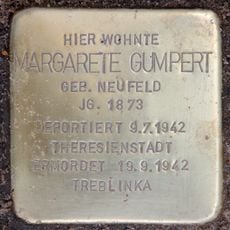 HIER WOHNTE
MARGARETE GUMPERT
GEB. NEUFELD
JG. 1873
DEPORTIERT 9.7.1942
THERESIENSTADT
ERMORDET 19.9.1942
TREBLINKA